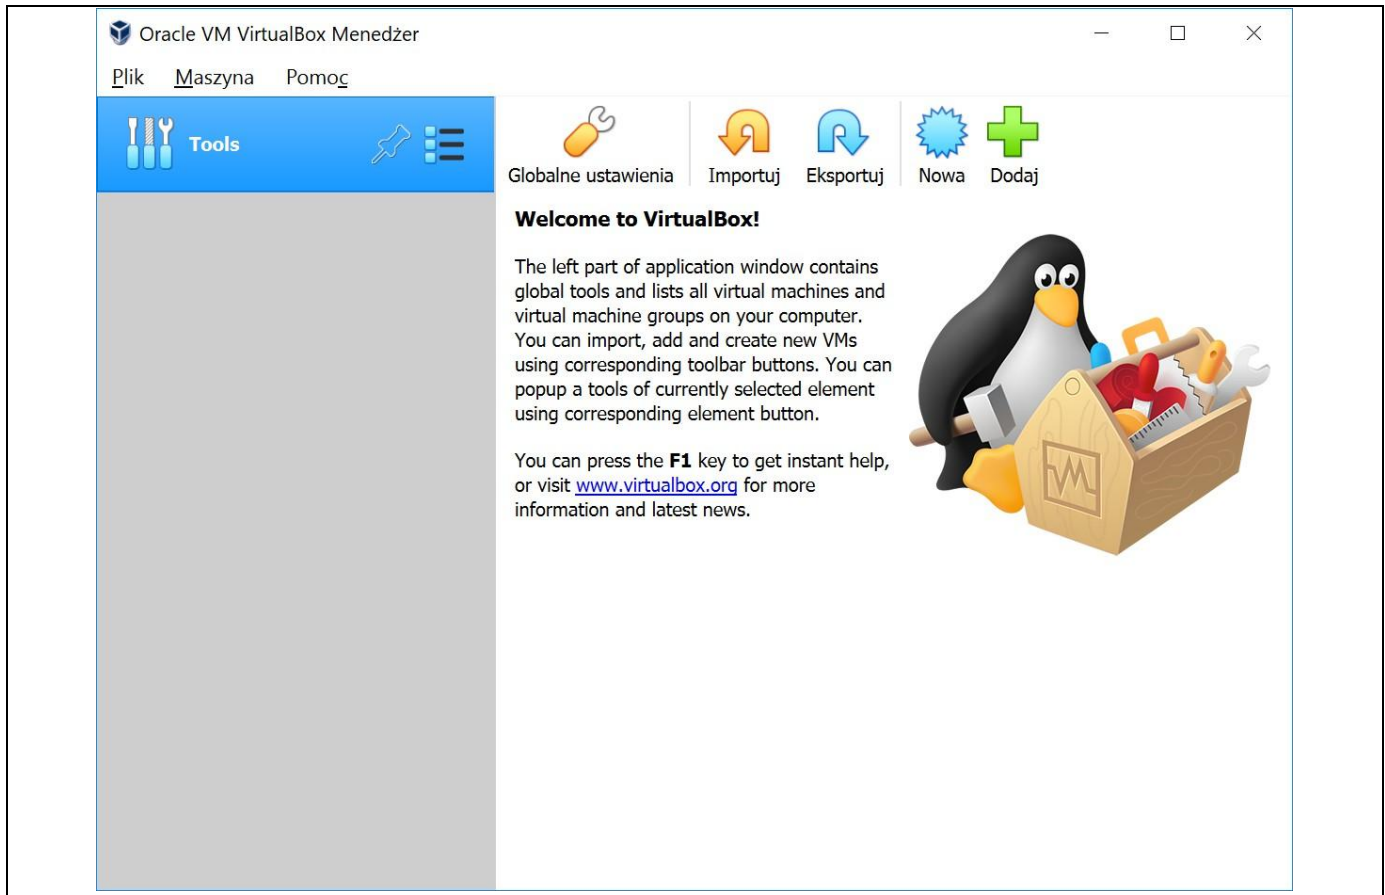 Oracle VM VirtualBox Menedżer
Plik Maszyna Pomoc
Tools
Globalne ustawienia Importuj Eksportuj Nowa Dodaj
Welcome to VirtualBox!
The left part of application window contains
global tools and lists all virtual machines and
virtual machine groups on your computer.
You can import, add and create new VMs
using corresponding toolbar buttons. You can
popup a tools of currently selected element
using corresponding element button.
You can press the F1 key to get instant help,
or visit www.virtualbox.org for more
information and latest news.